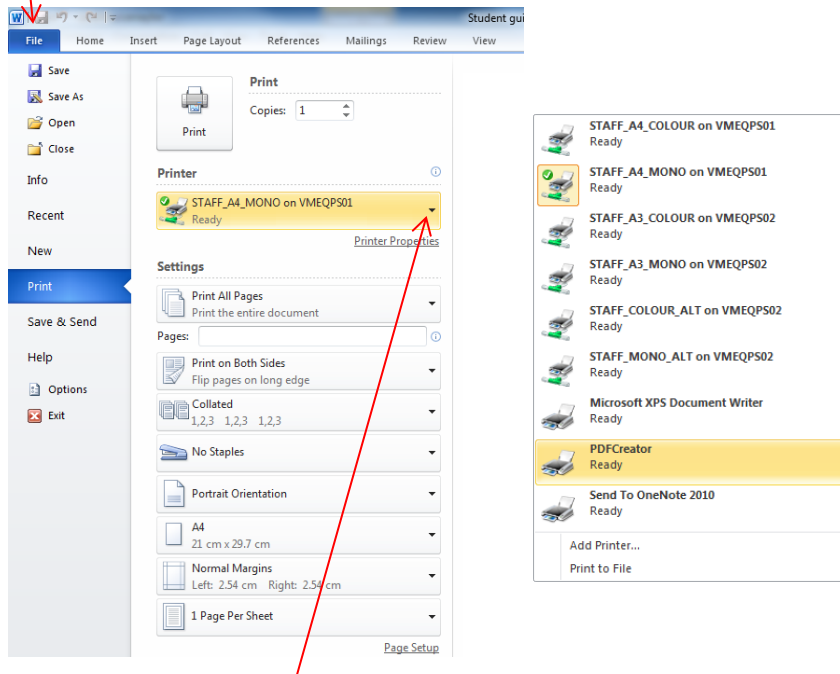 W
Student gui
File Home Insert Page Layout References Mailings Review View
Save
Save As
Open
Close
Info
Recent
New
Print
Save & Send
Help
Options
Exit
Print
Print
Copies: 1
Printer
STAFF_A4_MONO on VMEQPS01
Ready
Printer Properties
Settings
Print All Pages
Print the entire document
Pages:
Print on Both Sides
Flip pages on long edge
Collated
1,2,3 1,2,3 1,2,3
No Staples
Portrait Orientation
A4
21 cm x 29.7 cm
Normal Margins
Left: 2.54 cm Right: 2.54 cm
1 Page Per Sheet
Page Setup
STAFF_A4_COLOUR on VMEQPS01
Ready
STAFF_A4_MONO on VMEQPS01
Ready
STAFF_A3_COLOUR on VMEQPS02
Ready
STAFF_A3_MONO on VMEQPS02
Ready
STAFF_COLOUR_ALT on VMEQPS02
Ready
STAFF_MONO_ALT on VMEQPS02
Ready
Microsoft XPS Document Writer
Ready
PDFCreator
Ready
Send To OneNote 2010
Ready
Add Printer...
Print to File